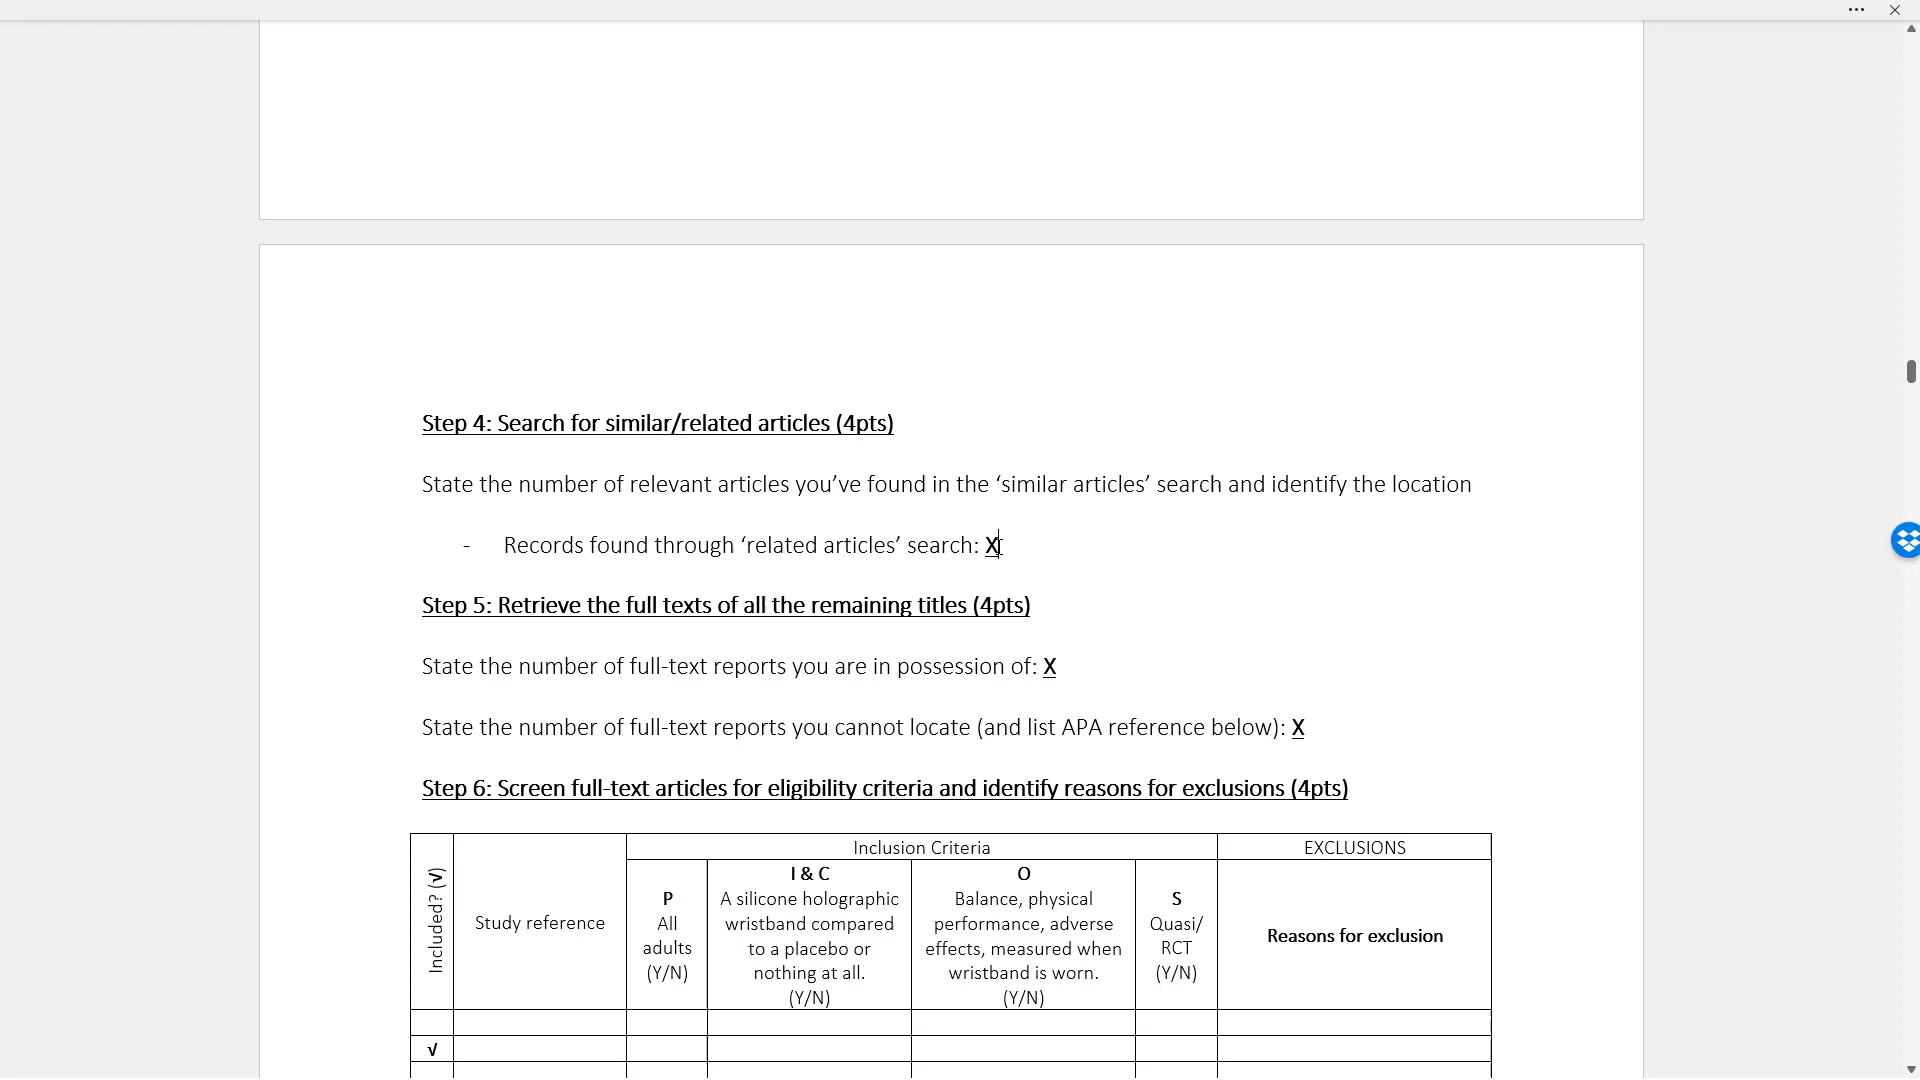 Step 4: Search for similar/related articles (4pts)
State the number of relevant articles you’ve found in the ‘similar articles’ search and identify the location
- Records found through ‘related articles’ search: X
Step 5: Retrieve the full texts of all the remaining titles (4pts)
State the number of full-text reports you are in possession of: X
State the number of full-text reports you cannot locate (and list APA reference below): X
Step 6: Screen full-text articles for eligibility criteria and identify reasons for exclusions (4pts)
Included? (√)
Study reference
Inclusion Criteria
P
All
adults
(Y/N)
I & C
A silicone holographic
wristband compared
to a placebo or
nothing at all.
(Y/N)
O
Balance, physical
performance, adverse
effects, measured when
wristband is worn.
(Y/N)
S
Quasi/
RCT
(Y/N)
EXCLUSIONS
Reasons for exclusion
√